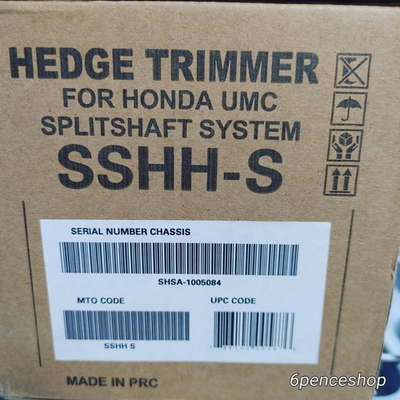 HEDGE TRIMMER
FOR HONDA UMC
SPLITSHAFT SYSTEM
SSHH-S
SERIAL NUMBER CHASSIS
SHSA-1005084
MTO CODE UPC CODE
SSHH S
MADE IN PRC
6penceshop